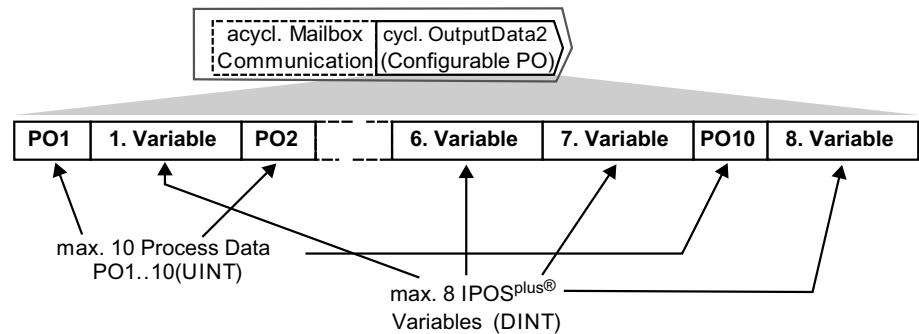 acycl. Mailbox
Communication
cycl. OutputData2
(Configurable PO)
PO1 1. Variable PO2 6. Variable 7. Variable PO10 8. Variable
max. 10 Process Data
PO1..10(UINT)
max. 8 IPOSplus®
Variables (DINT)